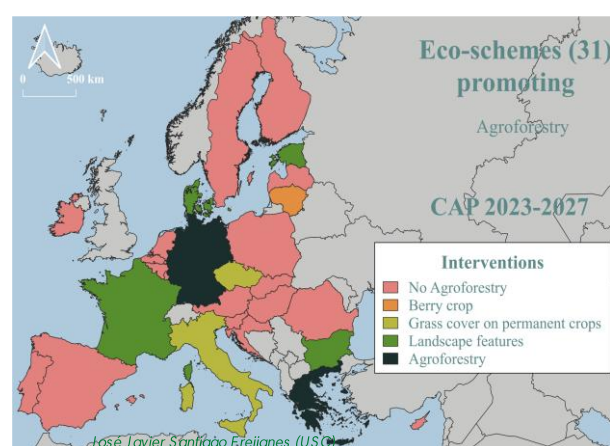 Eco-schemes (31)
promoting
Agroforestry
CAP 2023-2027
0 500 km
Interventions
No Agroforestry
Berry crop
Grass cover on permanent crops
Landscape features
Agroforestry
José Javier Santiago Freijanes (USC)